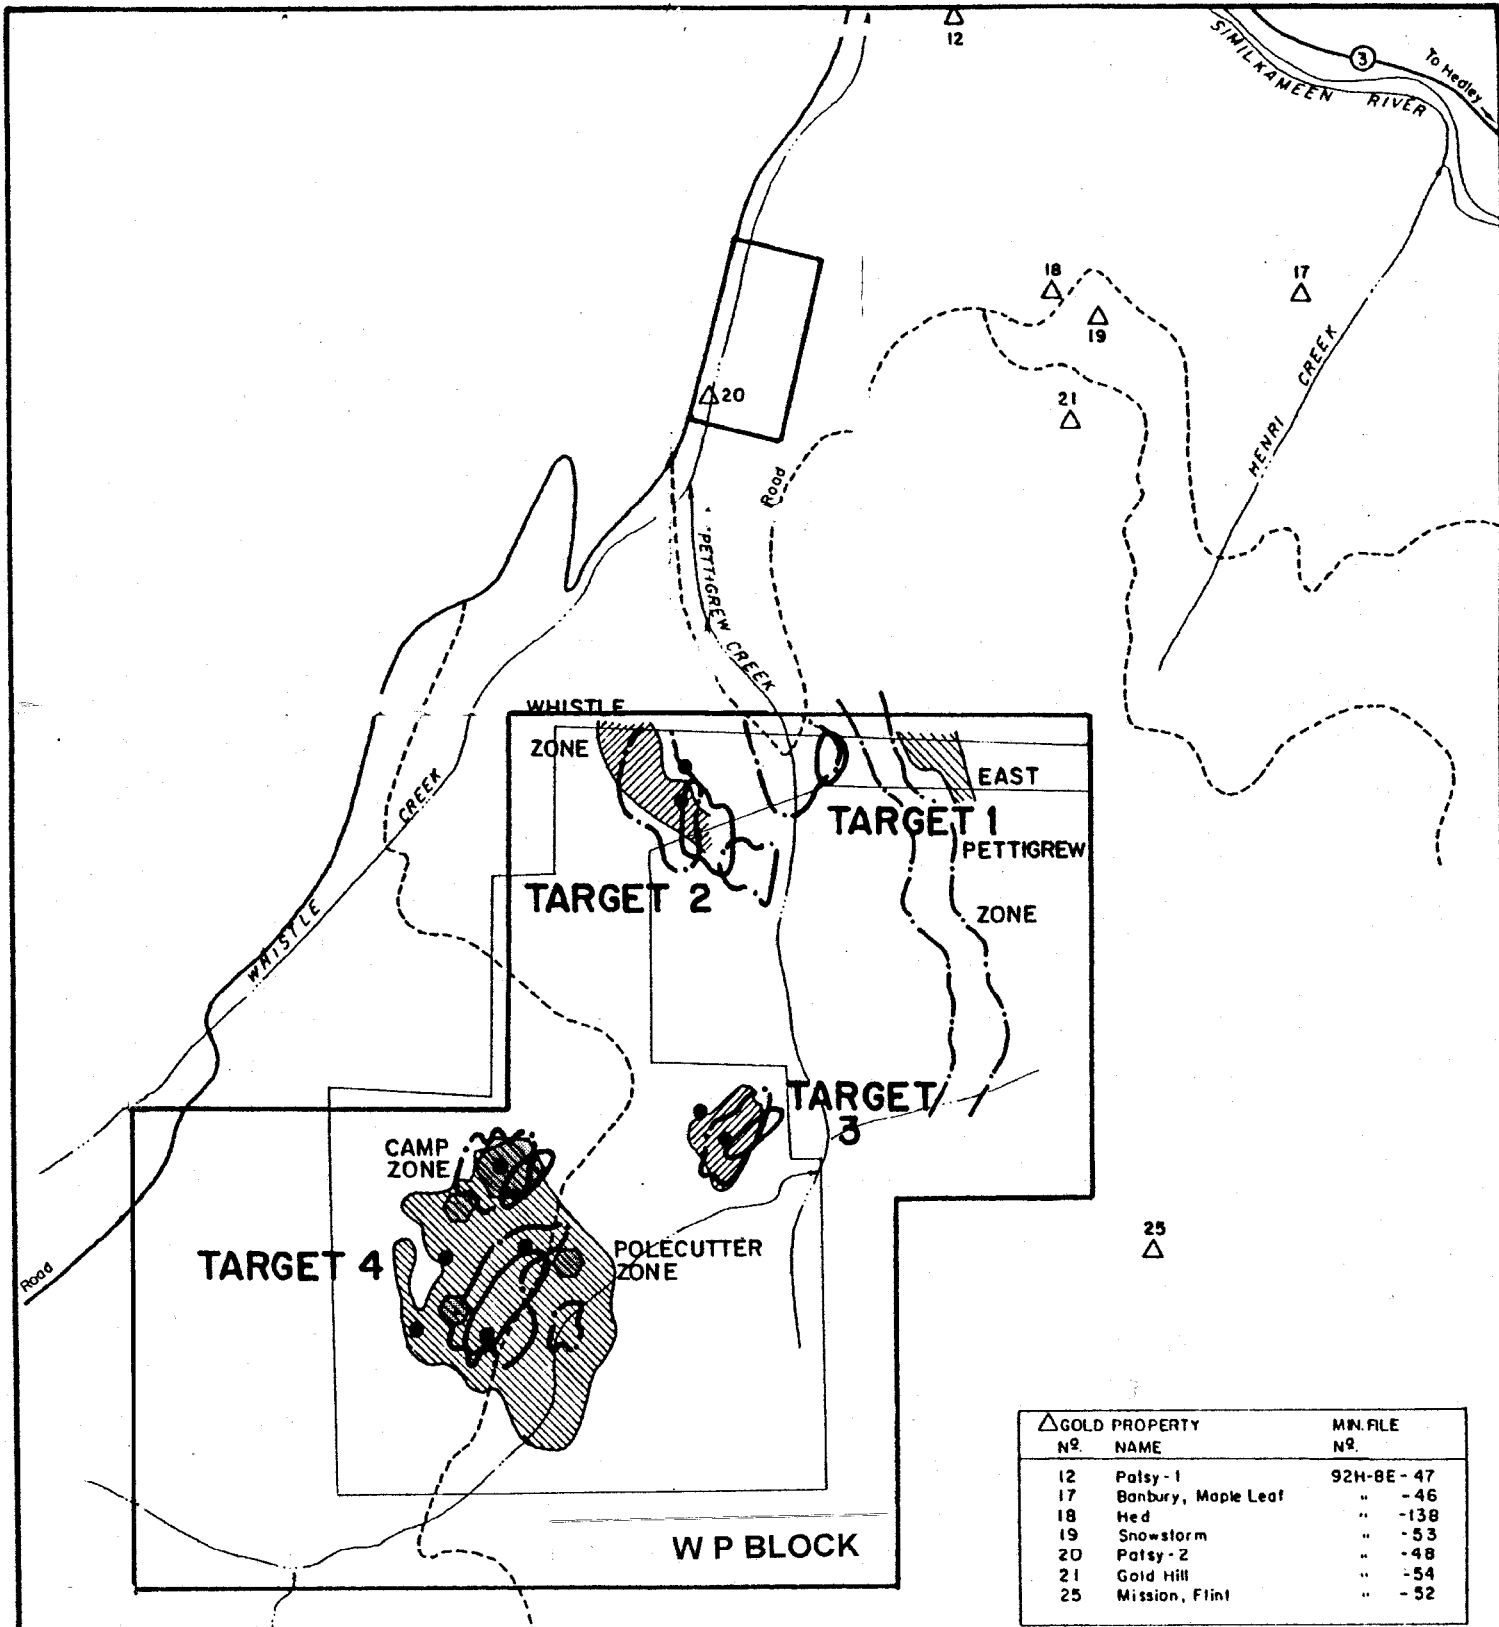 12
SIMILKAMEEN RIVER
3
To Hedley
18
17
19
20
21
HENRI CREEK
Road
PETTIGREW CREEK
WHISTLE
ZONE
EAST
TARGET 1
PETTIGREW
ZONE
WHISTLE CREEK
TARGET 2
TARGET
3
CAMP
ZONE
TARGET 4
POLECUTTER
ZONE
25
Road
W P BLOCK
△GOLD PROPERTY MIN. FILE
Nº. NAME Nº.
12 Patsy - 1 92H-8E - 47
17 Banbury, Maple Leaf " - 46
18 Hed " -138
19 Snowstorm " - 53
20 Patsy - 2 " - 48
21 Gold Hill " - 54
25 Mission, Flint " - 52